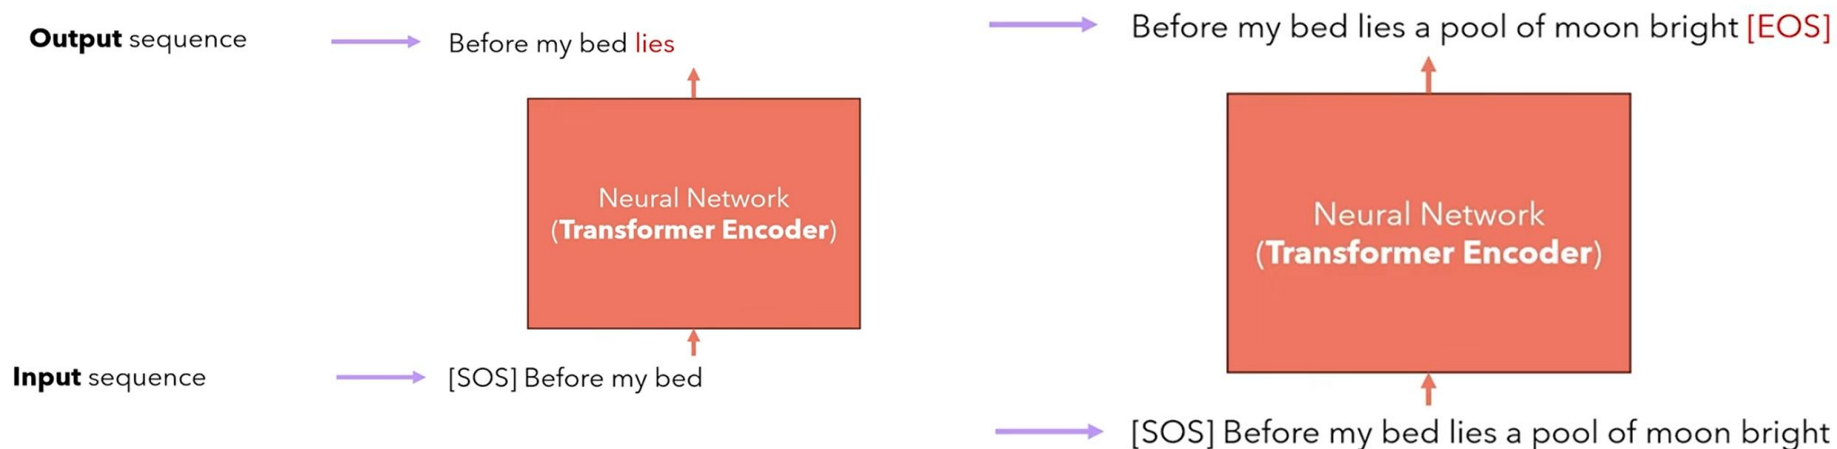 Output sequence
Before my bed lies
Neural Network
(Transformer Encoder)
Input sequence
[SOS] Before my bed
Before my bed lies a pool of moon bright [EOS]
Neural Network
(Transformer Encoder)
[SOS] Before my bed lies a pool of moon bright